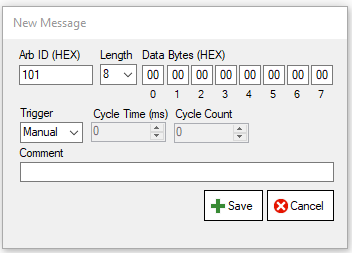 New Message
Arb ID (HEX) Length Data Bytes (HEX)
101 8 00 00 00 00 00 00 00 00
0 1 2 3 4 5 6 7
Trigger Cycle Time (ms) Cycle Count
Manual 0 0
Comment
Save Cancel